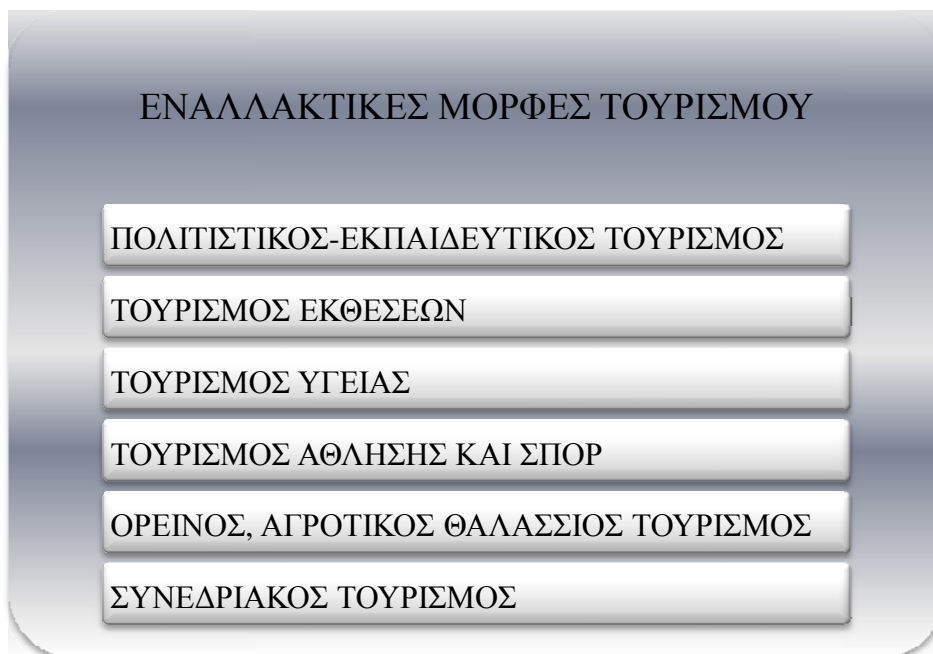 ΕΝΑΛΛΑΚΤΙΚΕΣ ΜΟΡΦΕΣ ΤΟΥΡΙΣΜΟΥ
ΠΟΛΙΤΙΣΤΙΚΟΣ-ΕΚΠΑΙΔΕΥΤΙΚΟΣ ΤΟΥΡΙΣΜΟΣ
ΤΟΥΡΙΣΜΟΣ ΕΚΘΕΣΕΩΝ
ΤΟΥΡΙΣΜΟΣ ΥΓΕΙΑΣ
ΤΟΥΡΙΣΜΟΣ ΑΘΛΗΣΗΣ ΚΑΙ ΣΠΟΡ
ΟΡΕΙΝΟΣ, ΑΓΡΟΤΙΚΟΣ ΘΑΛΑΣΣΙΟΣ ΤΟΥΡΙΣΜΟΣ
ΣΥΝΕΔΡΙΑΚΟΣ ΤΟΥΡΙΣΜΟΣ